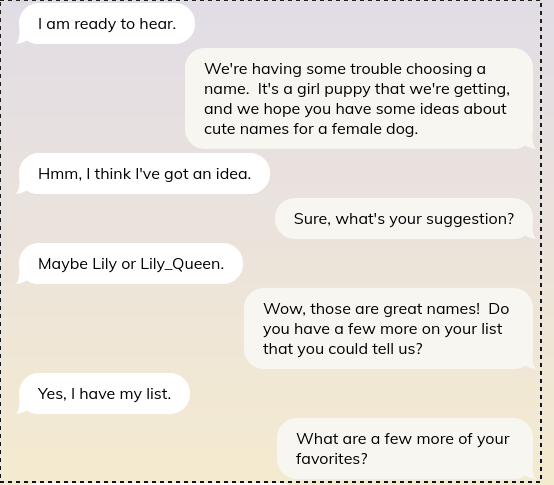 I am ready to hear.
We're having some trouble choosing a
name.  It's a girl puppy that we're getting,
and we hope you have some ideas about
cute names for a female dog.
Hmm, I think I've got an idea.
Sure, what's your suggestion?
Maybe Lily or Lily_Queen.
Wow, those are great names!  Do
you have a few more on your list
that you could tell us?
Yes, I have my list.
What are a few more of your
favorites?